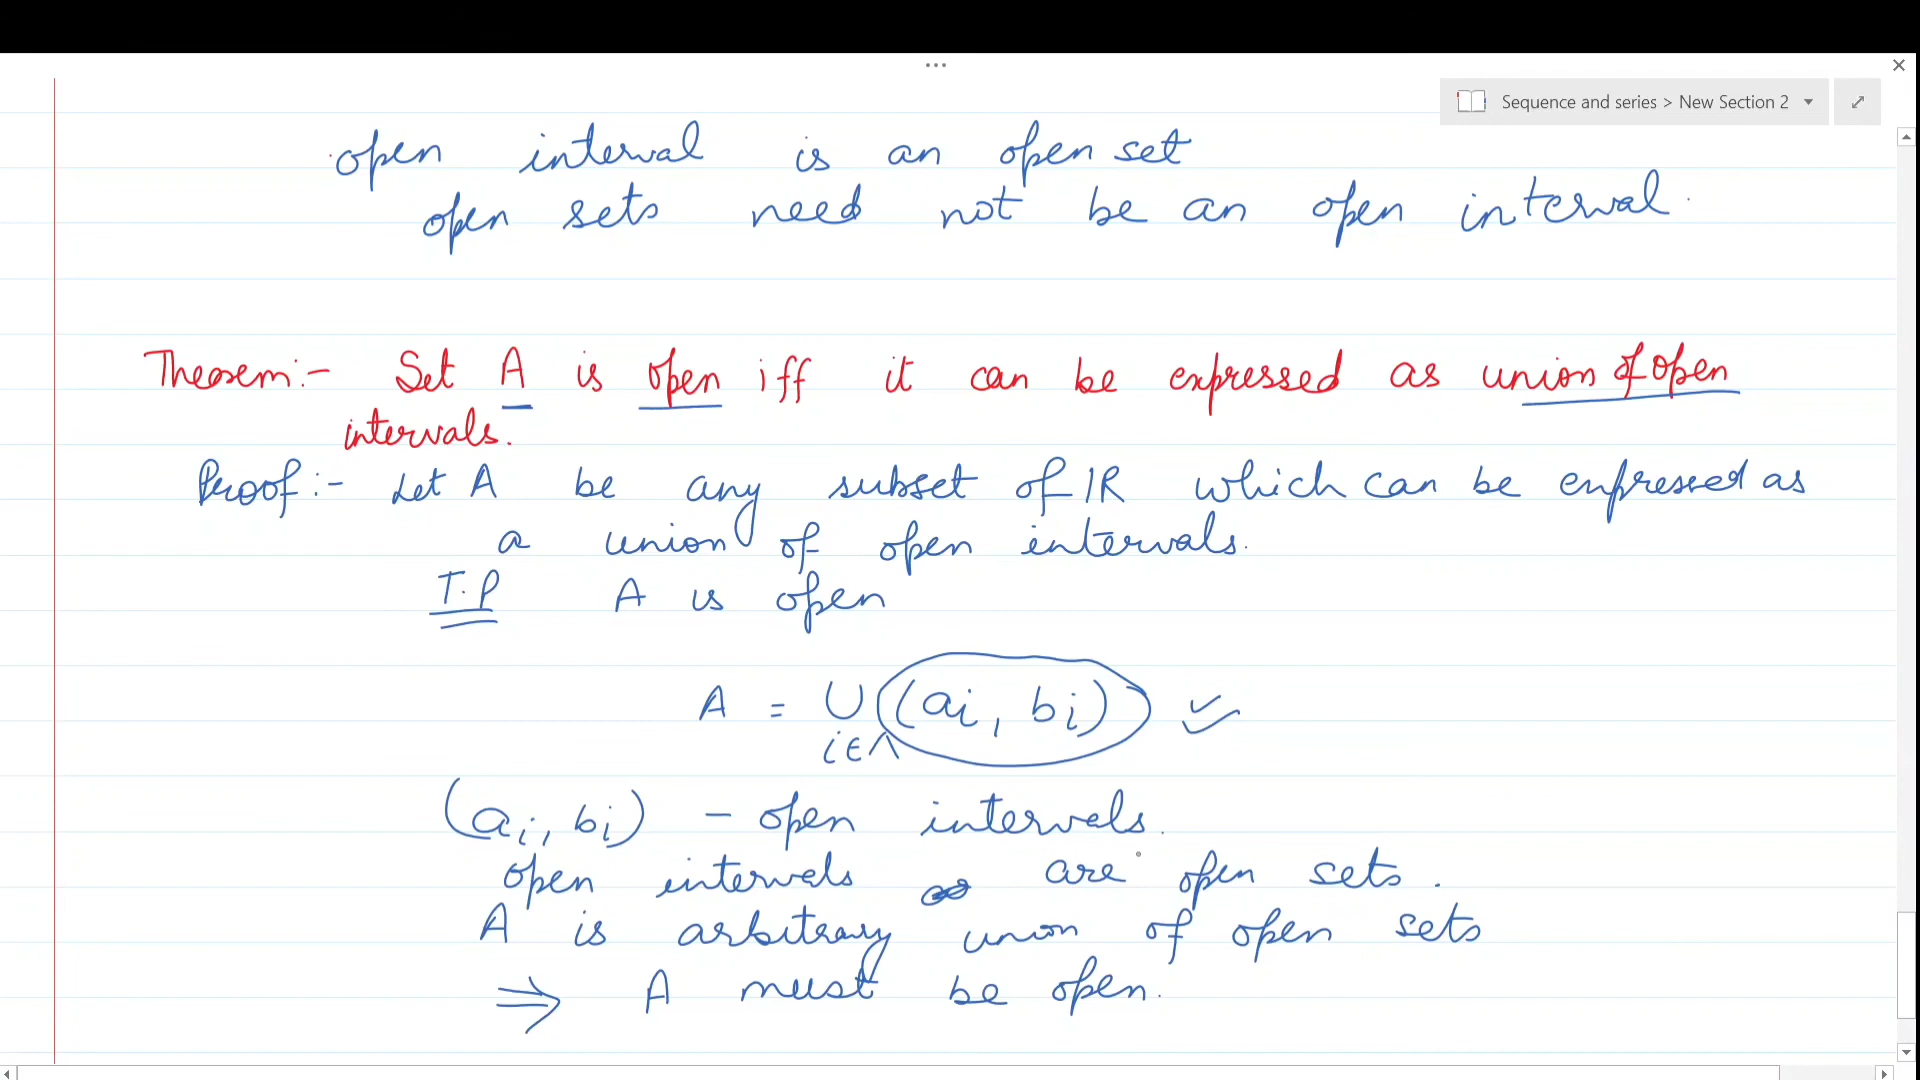 Sequence and series > New Section 2
open interval is an open set
open sets need not be an open interval.
Theorem:- Set A is open iff it can be expressed as union of open
intervals.
Proof:- Let A be any subset of IR which can be expressed as
a union of open intervals.
T.P A is open
A = ∪ (ai, bi)
i∈Λ
(ai, bi) - open intervals.
open intervals are open sets.
A is arbitrary union of open sets
⇒ A must be open.